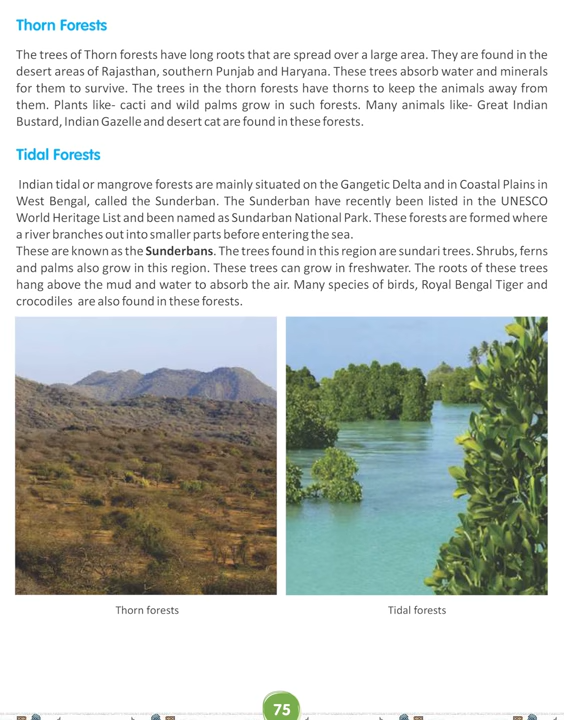 Thorn Forests
The trees of Thorn forests have long roots that are spread over a large area. They are found in the
desert areas of Rajasthan, southern Punjab and Haryana. These trees absorb water and minerals
for them to survive. The trees in the thorn forests have thorns to keep the animals away from
them. Plants like- cacti and wild palms grow in such forests. Many animals like- Great Indian
Bustard, Indian Gazelle and desert cat are found in these forests.
Tidal Forests
Indian tidal or mangrove forests are mainly situated on the Gangetic Delta and in Coastal Plains in
West Bengal, called the Sunderban. The Sunderban have recently been listed in the UNESCO
World Heritage List and been named as Sundarban National Park. These forests are formed where
a river branches out into smaller parts before entering the sea.
These are known as the Sunderbans. The trees found in this region are sundari trees. Shrubs, ferns
and palms also grow in this region. These trees can grow in freshwater. The roots of these trees
hang above the mud and water to absorb the air. Many species of birds, Royal Bengal Tiger and
crocodiles are also found in these forests.
Thorn forests
Tidal forests
75